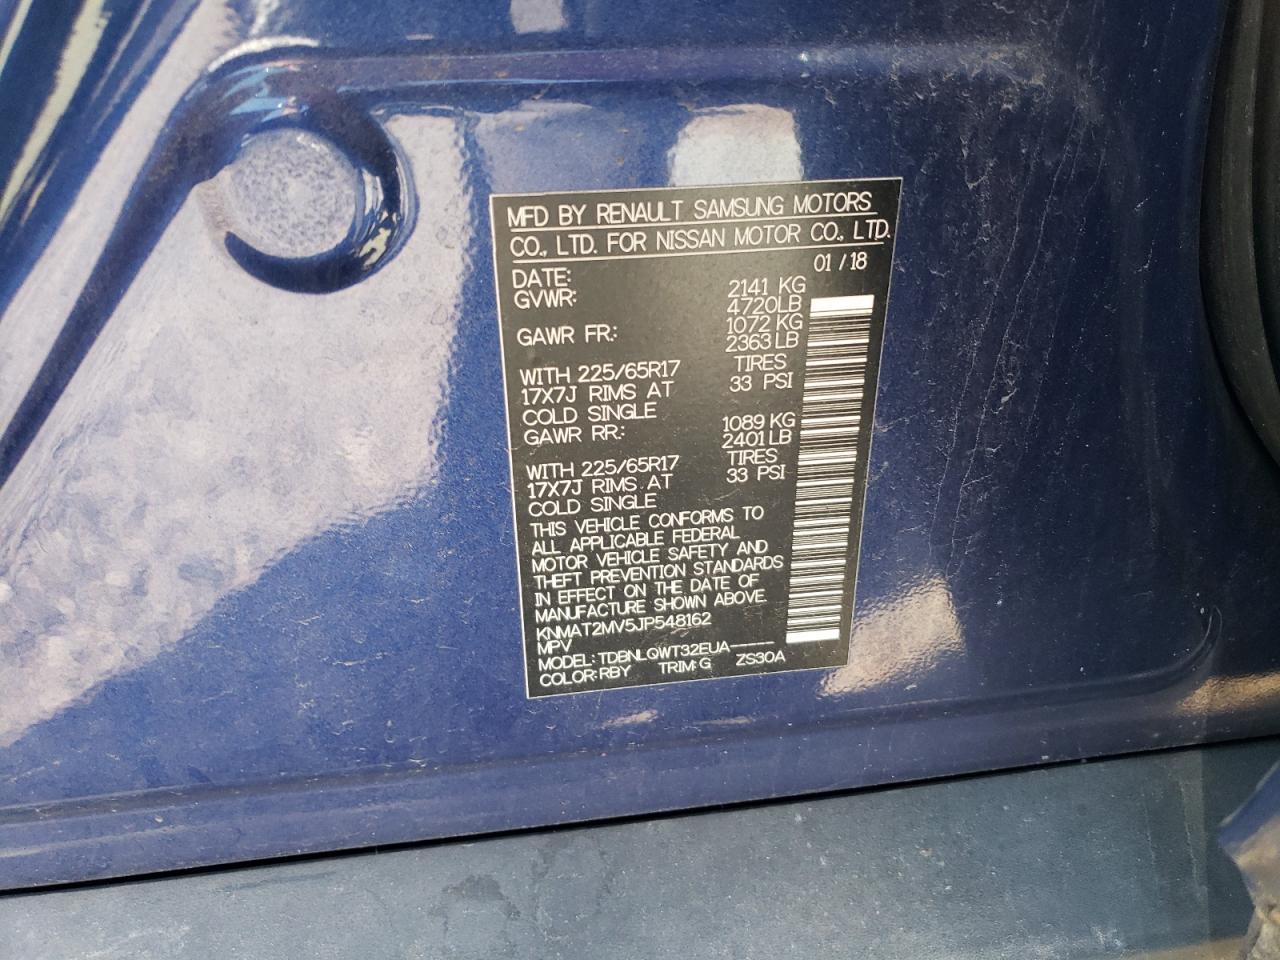 MFD BY RENAULT SAMSUNG MOTORS
CO., LTD. FOR NISSAN MOTOR CO., LTD.
DATE: 01 / 18
GVWR: 2141 KG
4720LB
GAWR FR: 1072 KG
2363 LB
WITH 225/65R17 TIRES
17X7J RIMS AT 33 PSI
COLD SINGLE
GAWR RR: 1089 KG
2401 LB
WITH 225/65R17 TIRES
17X7J RIMS AT 33 PSI
COLD SINGLE
THIS VEHICLE CONFORMS TO
ALL APPLICABLE FEDERAL
MOTOR VEHICLE SAFETY AND
THEFT PREVENTION STANDARDS
IN EFFECT ON THE DATE OF
MANUFACTURE SHOWN ABOVE.
KNMAT2MV5JP548162
MPV
MODEL: TDBNLQWT32EUA-----
COLOR: RBY TRIM: G ZS30A